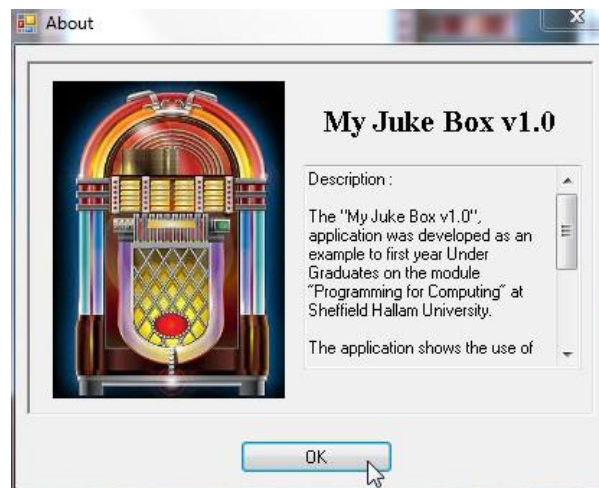 About
My Juke Box v1.0
Description :
The "My Juke Box v1.0",
application was developed as an
example to first year Under
Graduates on the module
"Programming for Computing" at
Sheffield Hallam University.
The application shows the use of
OK